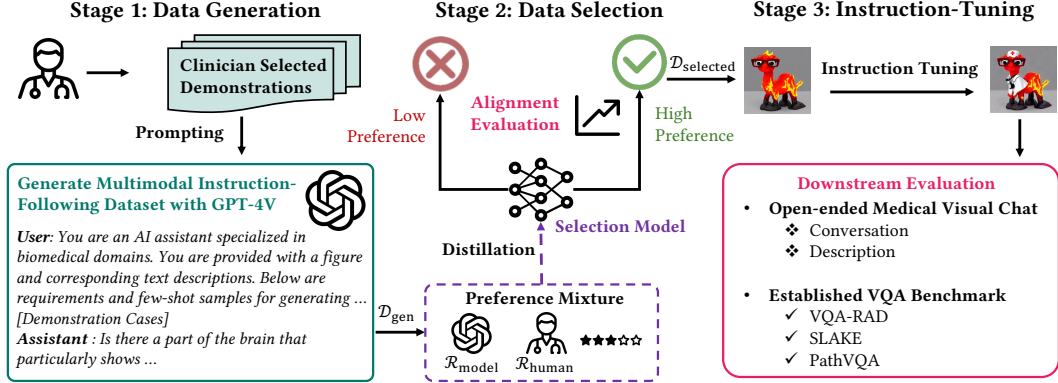 Stage 1: Data Generation
Clinician Selected
Demonstrations
Prompting
Generate Multimodal Instruction-
Following Dataset with GPT-4V
User: You are an AI assistant specialized in
biomedical domains. You are provided with a figure
and corresponding text descriptions. Below are
requirements and few-shot samples for generating ...
[Demonstration Cases]
Assistant : Is there a part of the brain that
particularly shows ...
𝒟gen
Stage 2: Data Selection
Low
Preference
Alignment
Evaluation
High
Preference
𝒟selected
Selection Model
Distillation
Preference Mixture
ℛmodel
ℛhuman
Stage 3: Instruction-Tuning
Instruction Tuning
Downstream Evaluation
• Open-ended Medical Visual Chat
❖ Conversation
❖ Description
• Established VQA Benchmark
✓ VQA-RAD
✓ SLAKE
✓ PathVQA